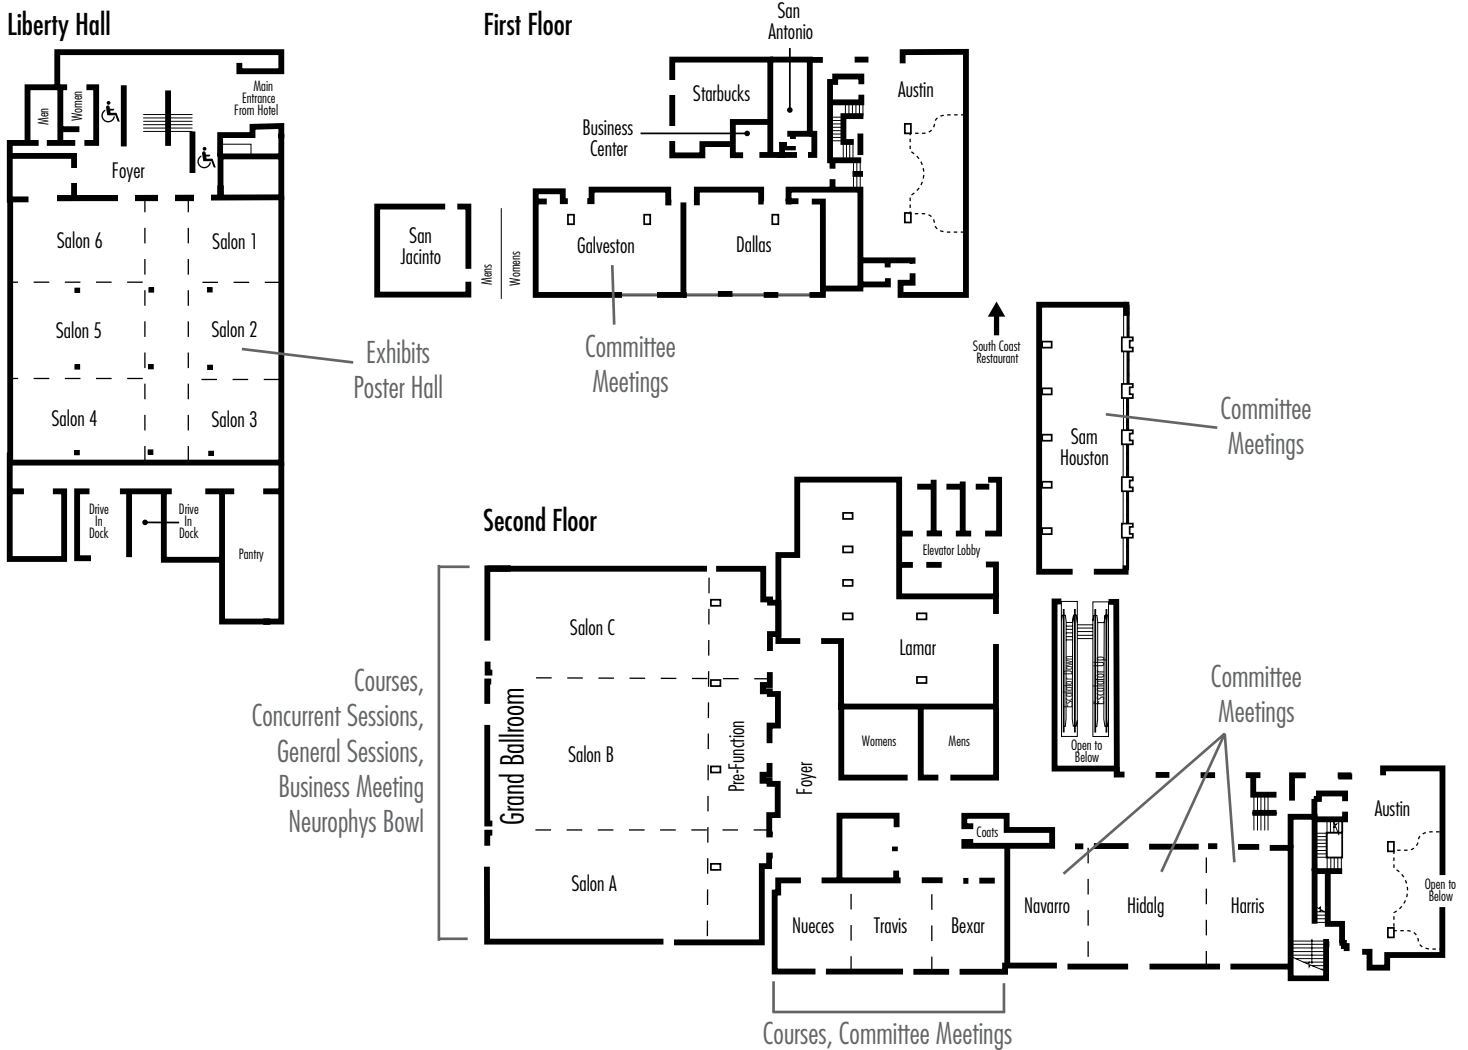 Liberty Hall
Main
Entrance
From Hotel
Men
Women
Foyer
Salon 6
Salon 1
Salon 5
Salon 2
Salon 4
Salon 3
Exhibits
Poster Hall
Drive
In
Dock
Drive
In
Dock
Pantry
First Floor
San
Antonio
Starbucks
Business
Center
Austin
San
Jacinto
Mens
Womens
Galveston
Dallas
Committee
Meetings
South Coast
Restaurant
Sam
Houston
Committee
Meetings
Second Floor
Elevator Lobby
Salon C
Salon B
Salon A
Grand Ballroom
Pre-Function
Foyer
Lamar
Womens
Mens
Courses,
Concurrent Sessions,
General Sessions,
Business Meeting
Neurophys Bowl
Escalator Down
Escalator Up
Open to
Below
Committee
Meetings
Coats
Nueces
Travis
Bexar
Navarro
Hidalg
Harris
Austin
Open to
Below
Courses, Committee Meetings